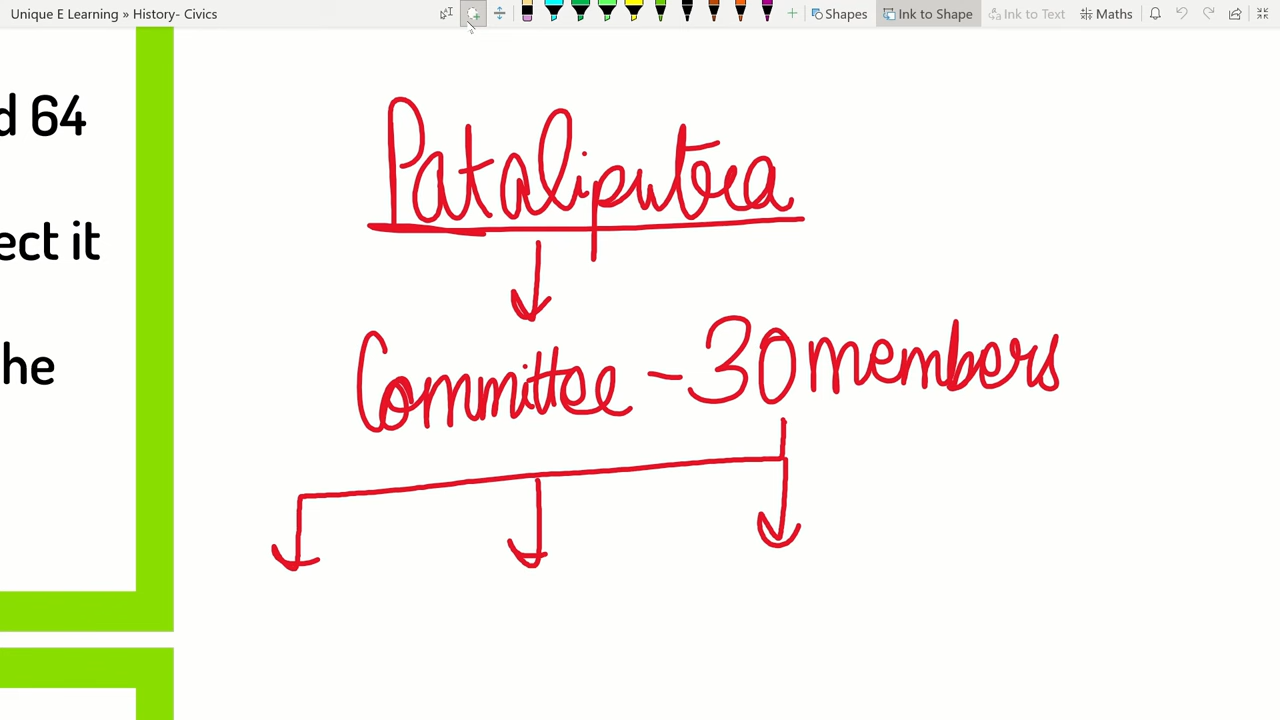 Unique E Learning » History- Civics
Shapes
Ink to Shape
Ink to Text
Maths
d 64
ect it
he
Pataliputra
Committee - 30 members